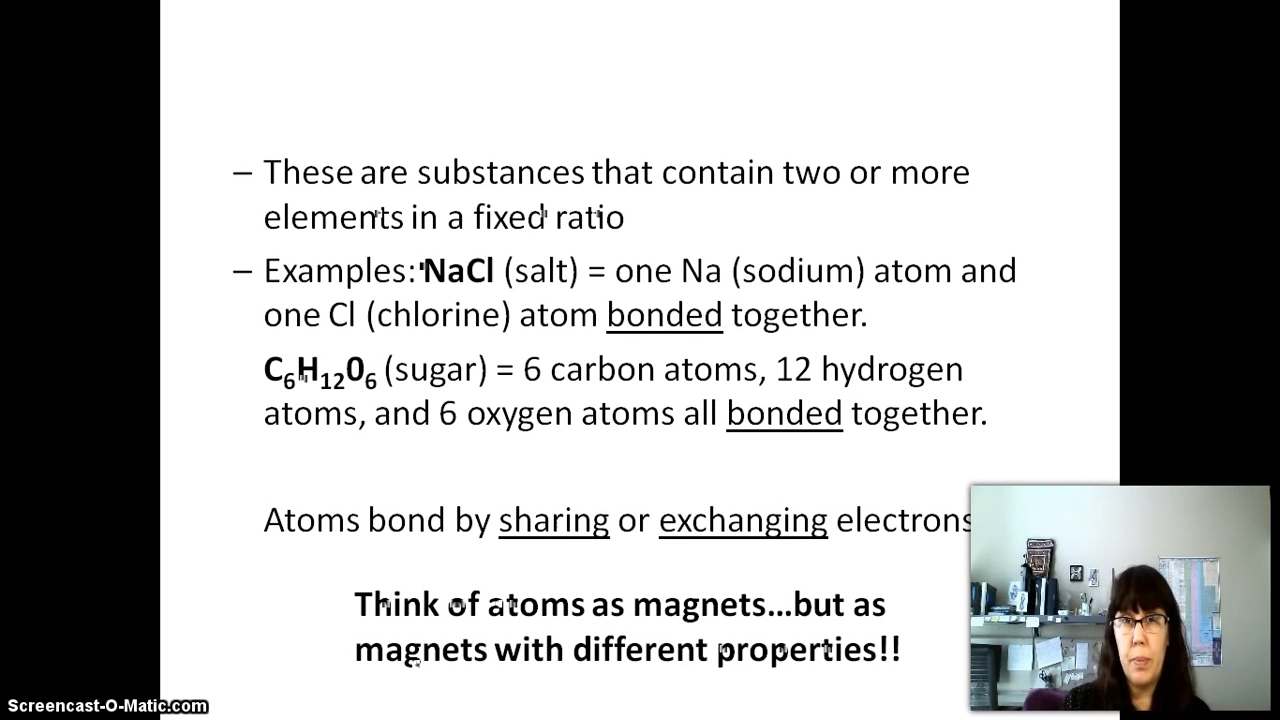 – These are substances that contain two or more
elements in a fixed ratio
– Examples: NaCl (salt) = one Na (sodium) atom and
one Cl (chlorine) atom bonded together.
C₆H₁₂0₆ (sugar) = 6 carbon atoms, 12 hydrogen
atoms, and 6 oxygen atoms all bonded together.
Atoms bond by sharing or exchanging electrons
Think of atoms as magnets...but as
magnets with different properties!!
Screencast-O-Matic.com